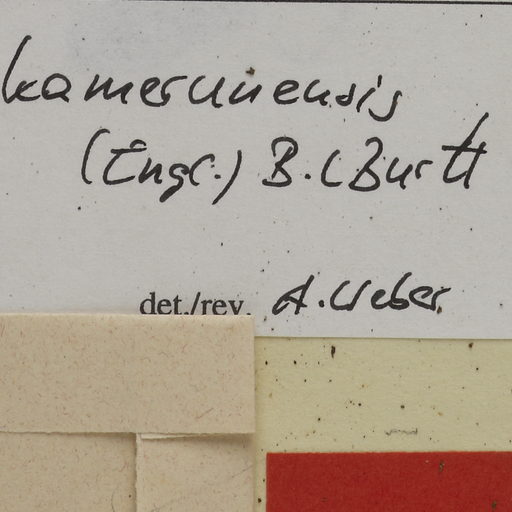 kamerunensis
(Engl.) B.L. Burtt
det./rev. A. Weber